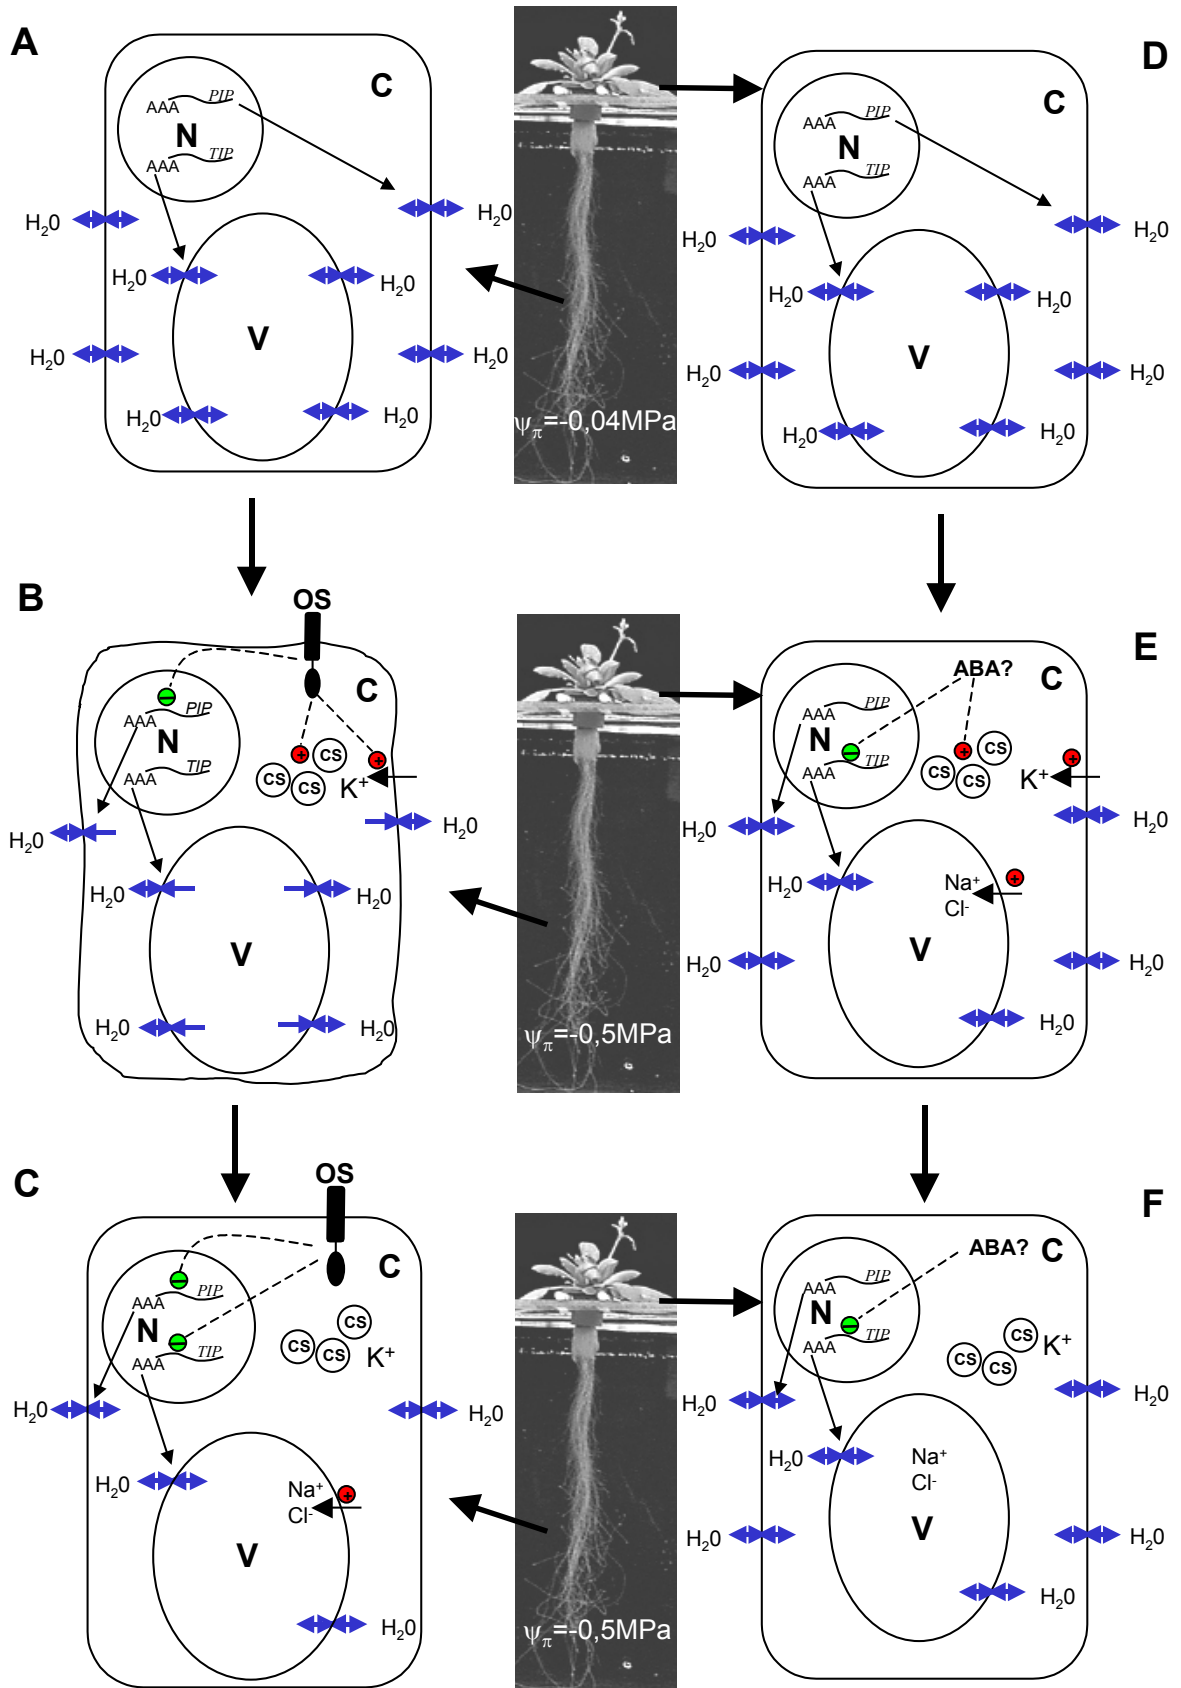 A
C
AAA
PIP
N
AAA
TIP
H20
H20
H20
H20
V
H20
H20
H20
H20
ψπ=-0,04MPa
D
C
AAA
PIP
N
AAA
TIP
H20
H20
H20
H20
V
H20
H20
H20
H20
B
OS
C
PIP
AAA
N
TIP
AAA
CS
CS
CS
K+
H20
H20
H20
H20
V
H20
H20
ψπ=-0,5MPa
E
ABA?
C
PIP
AAA
N
TIP
AAA
CS
CS
CS
K+
H20
H20
H20
Na+
Cl-
V
H20
H20
H20
C
OS
C
PIP
AAA
N
TIP
AAA
CS
CS
CS
K+
H20
H20
H20
Na+
Cl-
V
H20
ψπ=-0,5MPa
F
ABA?
C
PIP
AAA
N
TIP
AAA
CS
CS
CS
K+
H20
H20
H20
Na+
Cl-
V
H20
H20
H20